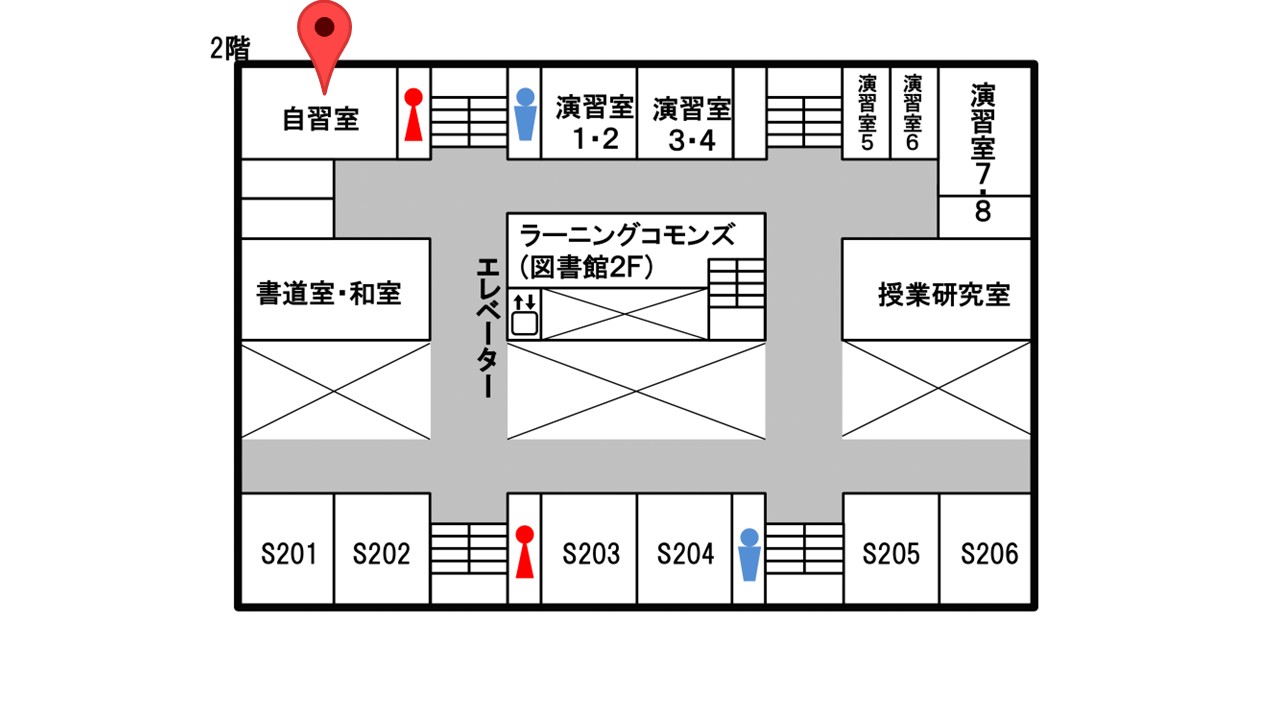 2階
自習室
演習室
1・2
演習室
3・4
演習室5
演習室6
演習室7・8
ラーニングコモンズ
(図書館2F)
エレベーター
書道室・和室
授業研究室
S201
S202
S203
S204
S205
S206